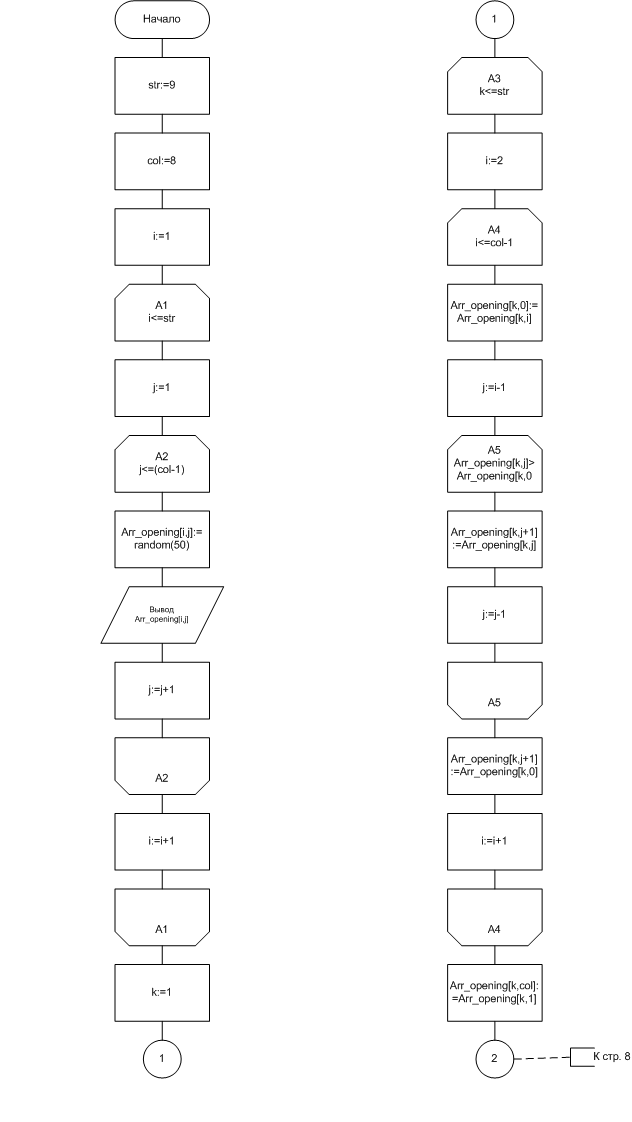 Начало
str:=9
col:=8
i:=1
A1
i<=str
j:=1
A2
j<=(col-1)
Arr_opening[i,j]:=
random(50)
Вывод
Arr_opening[i,j]
j:=j+1
A2
i:=i+1
A1
k:=1
1
1
A3
k<=str
i:=2
A4
i<=col-1
Arr_opening[k,0]:=
Arr_opening[k,i]
j:=i-1
A5
Arr_opening[k,j]>
Arr_opening[k,0
Arr_opening[k,j+1]
:=Arr_opening[k,j]
j:=j-1
A5
Arr_opening[k,j+1]
:=Arr_opening[k,0]
i:=i+1
A4
Arr_opening[k,col]:
=Arr_opening[k,1]
2
К стр. 8